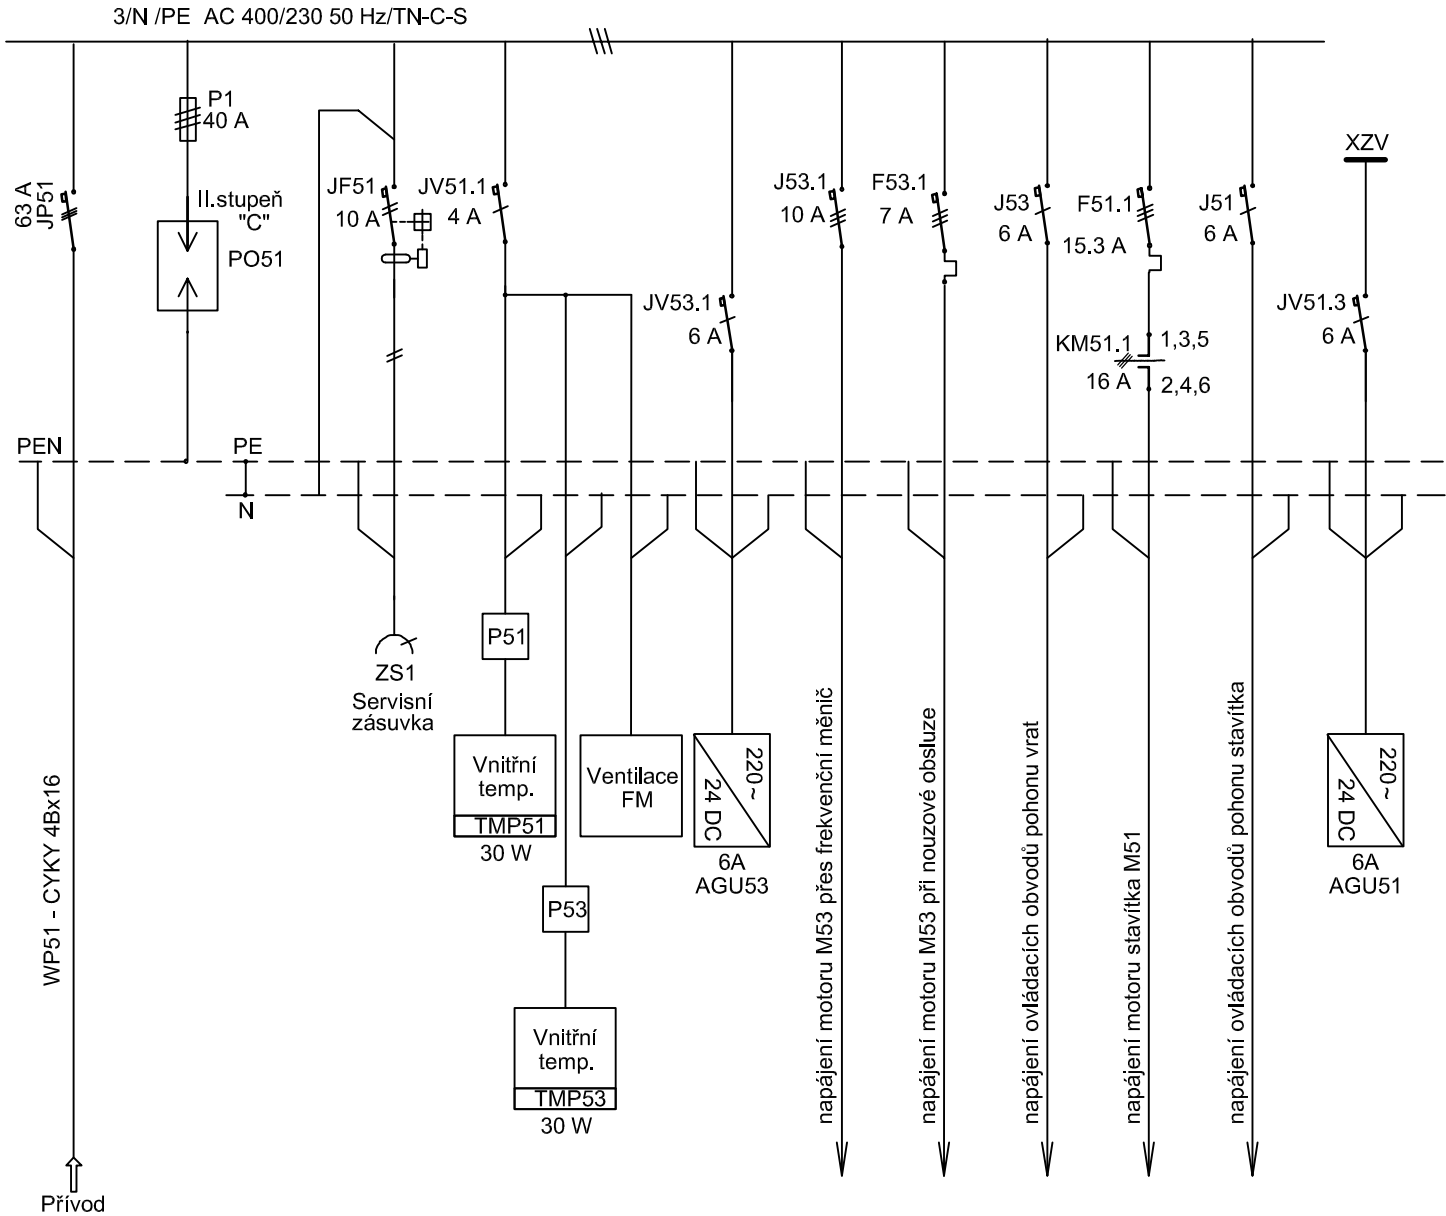 3/N /PE AC 400/230 50 Hz/TN-C-S
P1
40 A
XZV
63 A
JP51
II.stupeň
"C"
PO51
JF51
10 A
JV51.1
4 A
J53.1
10 A
F53.1
7 A
J53
6 A
F51.1
15.3 A
J51
6 A
JV53.1
6 A
KM51.1
16 A
1,3,5
2,4,6
JV51.3
6 A
PEN
PE
N
P51
ZS1
Servisní
zásuvka
Vnitřní
temp.
TMP51
30 W
Ventilace
FM
220~
24 DC
6A
AGU53
P53
Vnitřní
temp.
TMP53
30 W
WP51 - CYKY 4Bx16
napájení motoru M53 přes frekvenční měnič
napájení motoru M53 při nouzové obsluze
napájení ovládacích obvodů pohonu vrat
napájení motoru stavítka M51
napájení ovládacích obvodů pohonu stavítka
220~
24 DC
6A
AGU51
Přívod